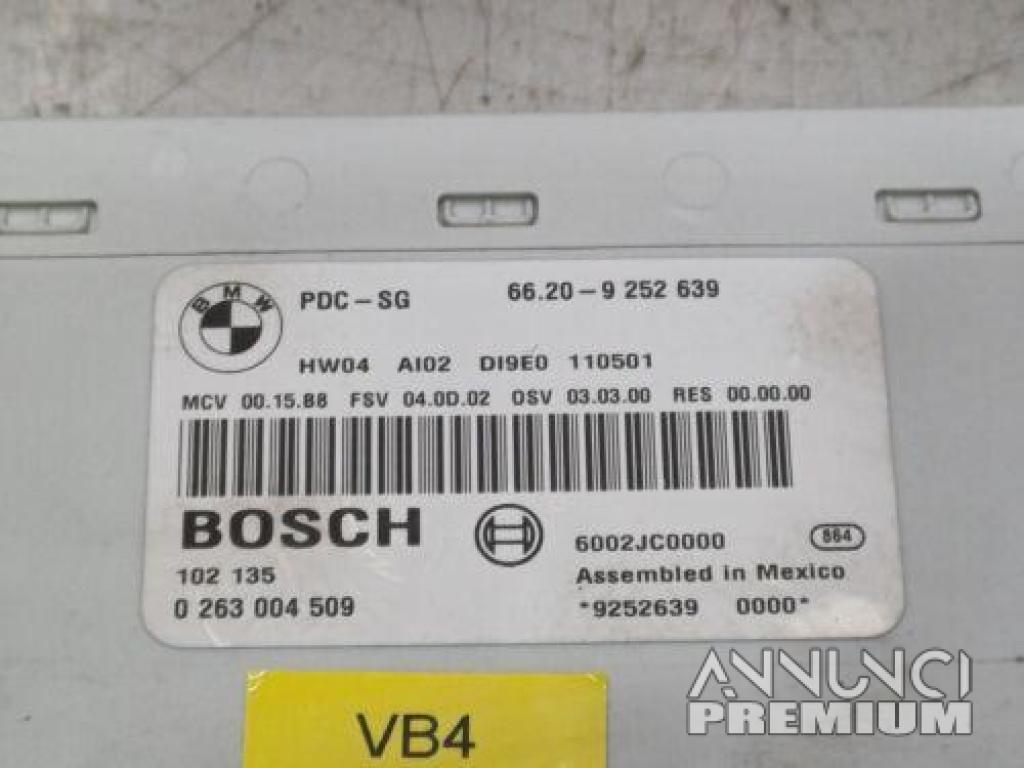 BMW
PDC-SG 66.20-9 252 639
HW04 AI02 DI9E0 110501
MCV 00.15.88 FSV 04.0D.02 OSV 03.03.00 RES 00.00.00
BOSCH 6002JC0000 864
102 135 Assembled in Mexico
0 263 004 509 *9252639 0000*
VB4
ANNUNCI
PREMIUM